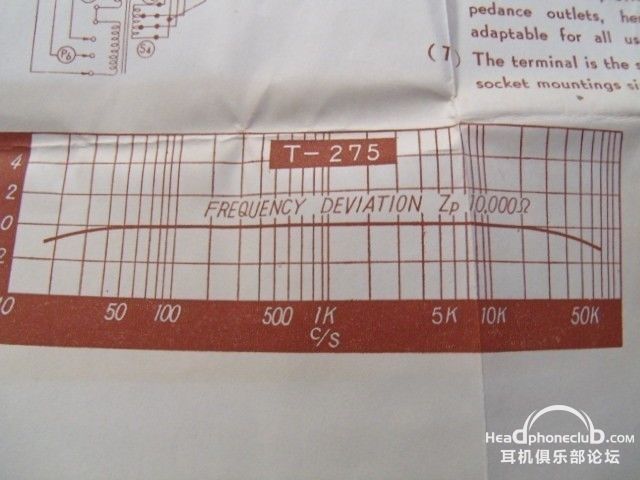 P6
S4
pedance outlets, he
adaptable for all us
(7) The terminal is the s
socket mountings si
T-275
FREQUENCY DEVIATION Zp 10,000Ω
4
2
0
2
50 100 500 1K 5K 10K 50K
C/S
Headphoneclub.com
耳机俱乐部论坛